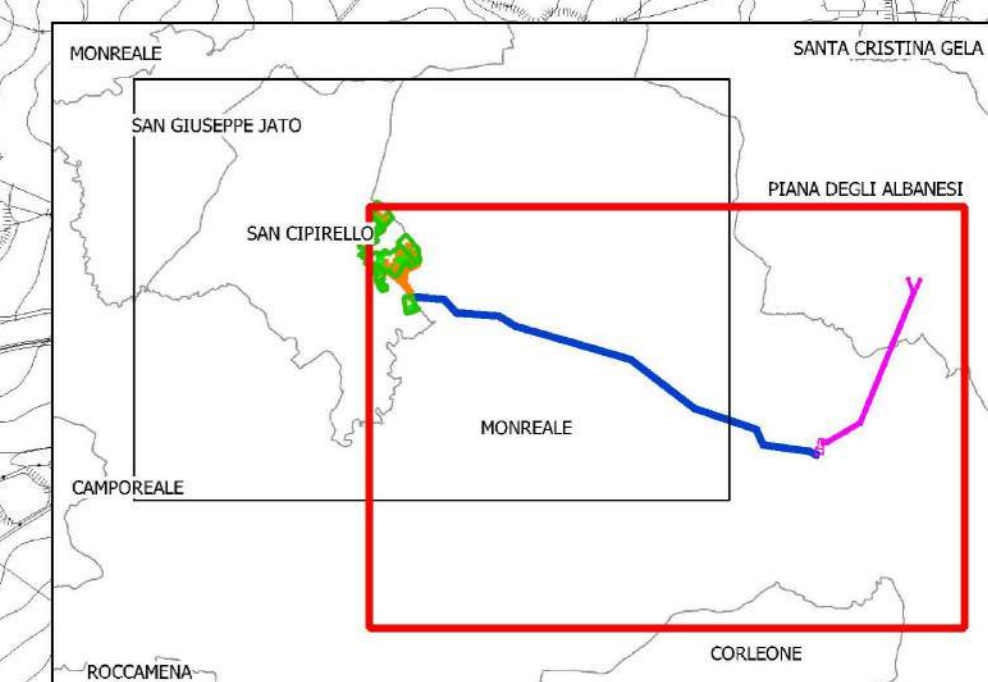 MONREALE
SANTA CRISTINA GELA
SAN GIUSEPPE JATO
PIANA DEGLI ALBANESI
SAN CIPIRELLO
MONREALE
CAMPOREALE
CORLEONE
ROCCAMENA